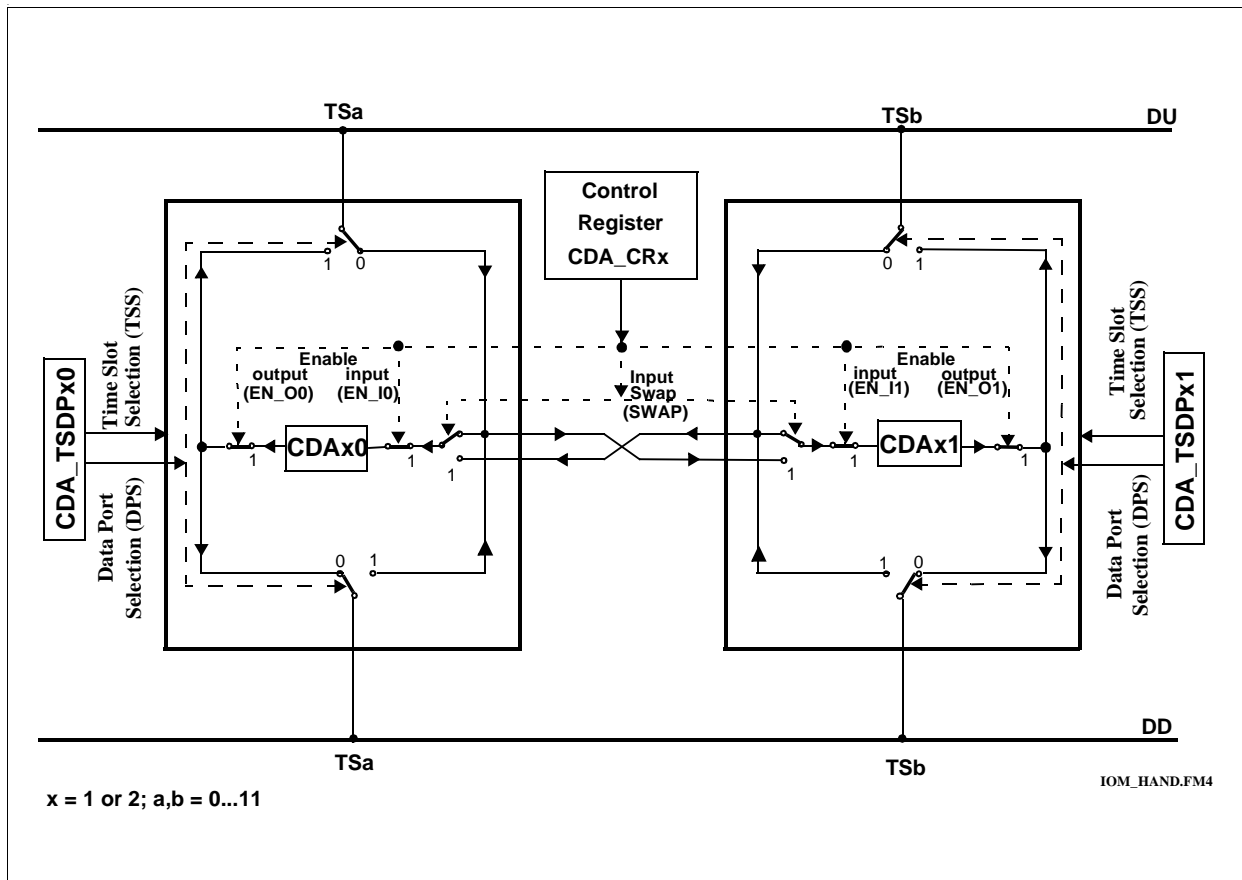 TSa
TSb
DU
Control
Register
CDA_CRx
1
0
0
1
Time Slot
Selection (TSS)
Time Slot
Selection (TSS)
Enable
output
(EN_O0)
input
(EN_I0)
Input
Swap
(SWAP)
Enable
input
(EN_I1)
output
(EN_O1)
CDA_TSDPx0
CDA_TSDPx1
CDAx0
CDAx1
1
1
1
1
1
1
Data Port
Selection (DPS)
Data Port
Selection (DPS)
0
1
1
0
DD
TSa
TSb
IOM_HAND.FM4
x = 1 or 2; a,b = 0...11